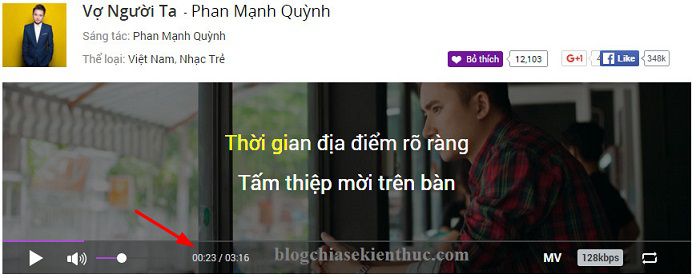 Vợ Người Ta - Phan Mạnh Quỳnh
Sáng tác: Phan Mạnh Quỳnh
Thể loại: Việt Nam, Nhạc Trẻ
Bỏ thích 12,103 G+1 Like 348k
Thời gian địa điểm rõ ràng
Tấm thiệp mời trên bàn
00:23 / 03:16 blogchiasekienthuc.com MV 128kbps